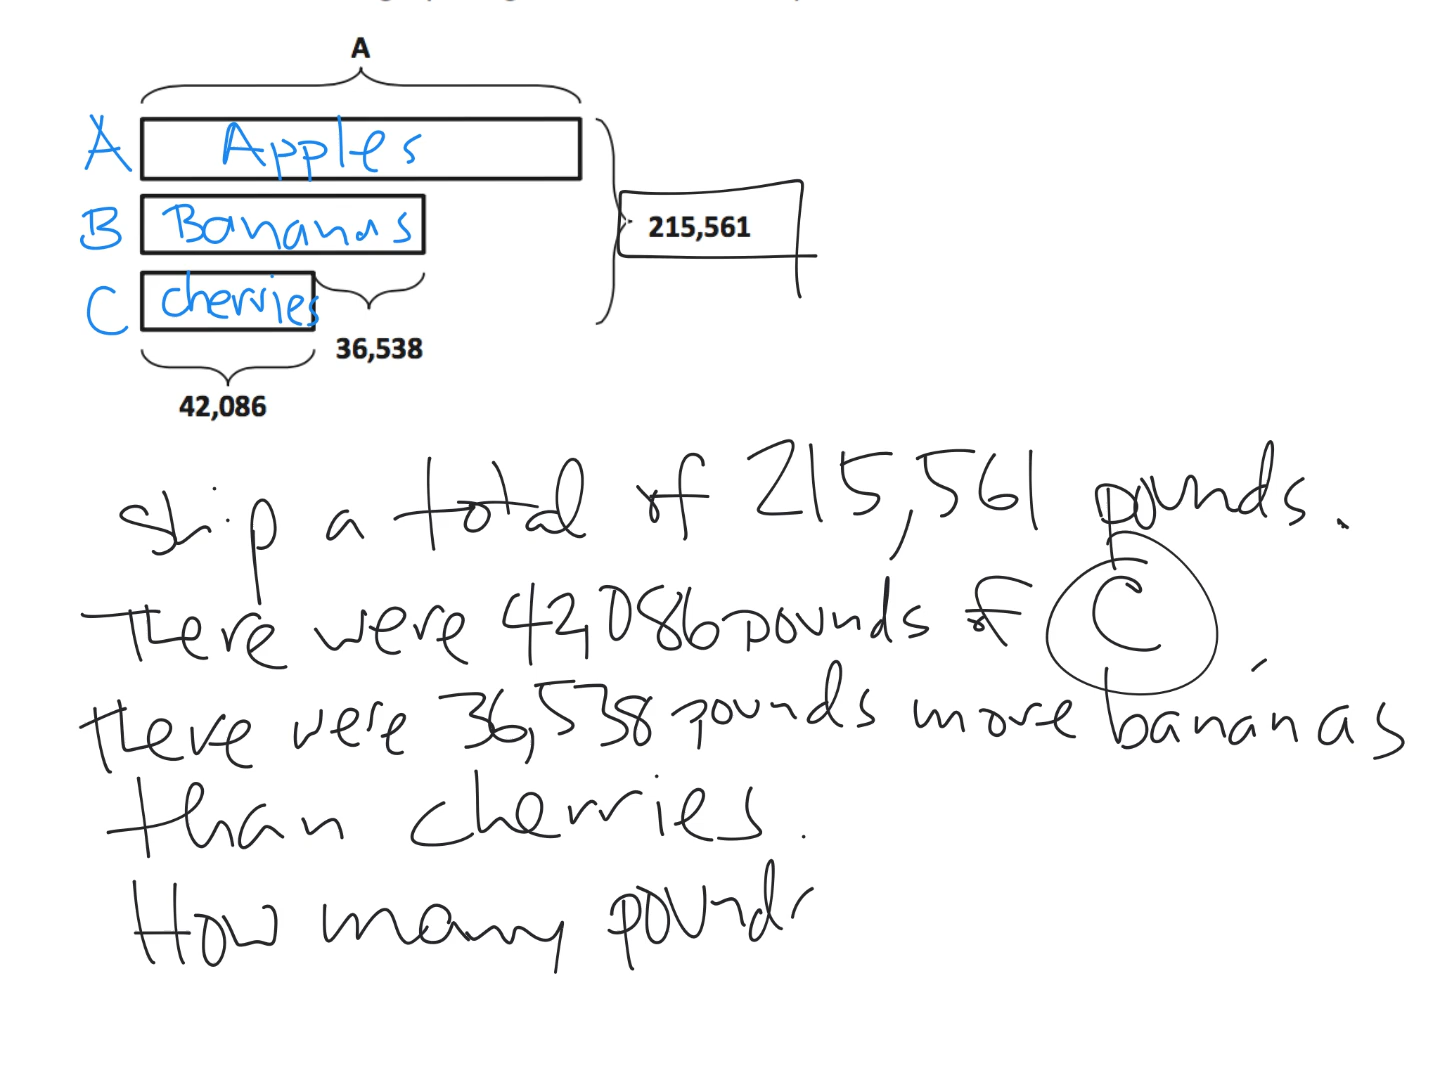 A
A Apples
B Bananas
C cherries
215,561
36,538
42,086
ship a total of 215,561 pounds.
There were 42,086 pounds of C
there were 36,538 pounds more bananas
than cherries.
How many pounds